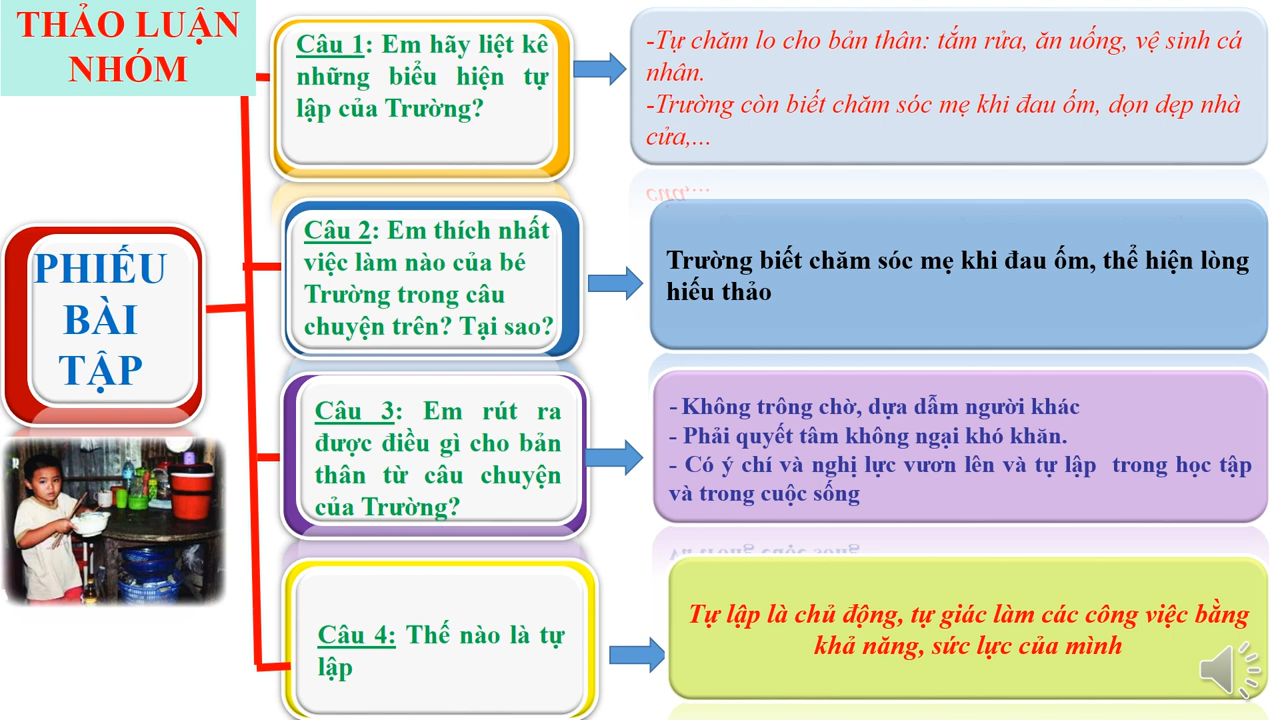 THẢO LUẬN
NHÓM
PHIẾU
BÀI
TẬP
Câu 1: Em hãy liệt kê
những biểu hiện tự
lập của Trường?
-Tự chăm lo cho bản thân: tắm rửa, ăn uống, vệ sinh cá
nhân.
-Trường còn biết chăm sóc mẹ khi đau ốm, dọn dẹp nhà
cửa,...
Câu 2: Em thích nhất
việc làm nào của bé
Trường trong câu
chuyện trên? Tại sao?
Trường biết chăm sóc mẹ khi đau ốm, thể hiện lòng
hiếu thảo
Câu 3: Em rút ra
được điều gì cho bản
thân từ câu chuyện
của Trường?
- Không trông chờ, dựa dẫm người khác
- Phải quyết tâm không ngại khó khăn.
- Có ý chí và nghị lực vươn lên và tự lập trong học tập
và trong cuộc sống
Câu 4: Thế nào là tự
lập
Tự lập là chủ động, tự giác làm các công việc bằng
khả năng, sức lực của mình